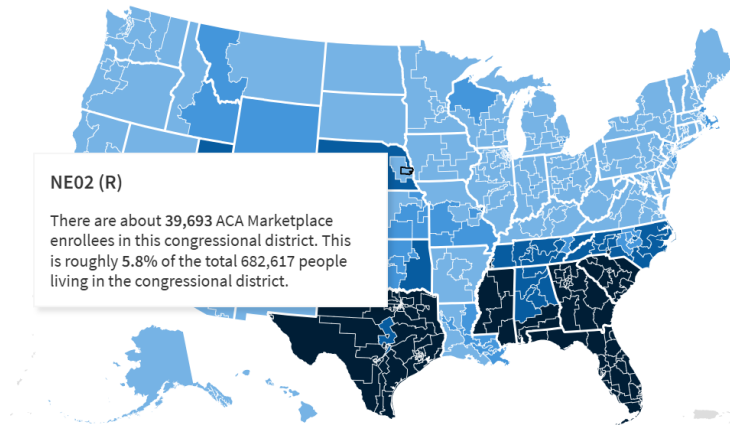 NE02 (R)
There are about 39,693 ACA Marketplace
enrollees in this congressional district. This
is roughly 5.8% of the total 682,617 people
living in the congressional district.